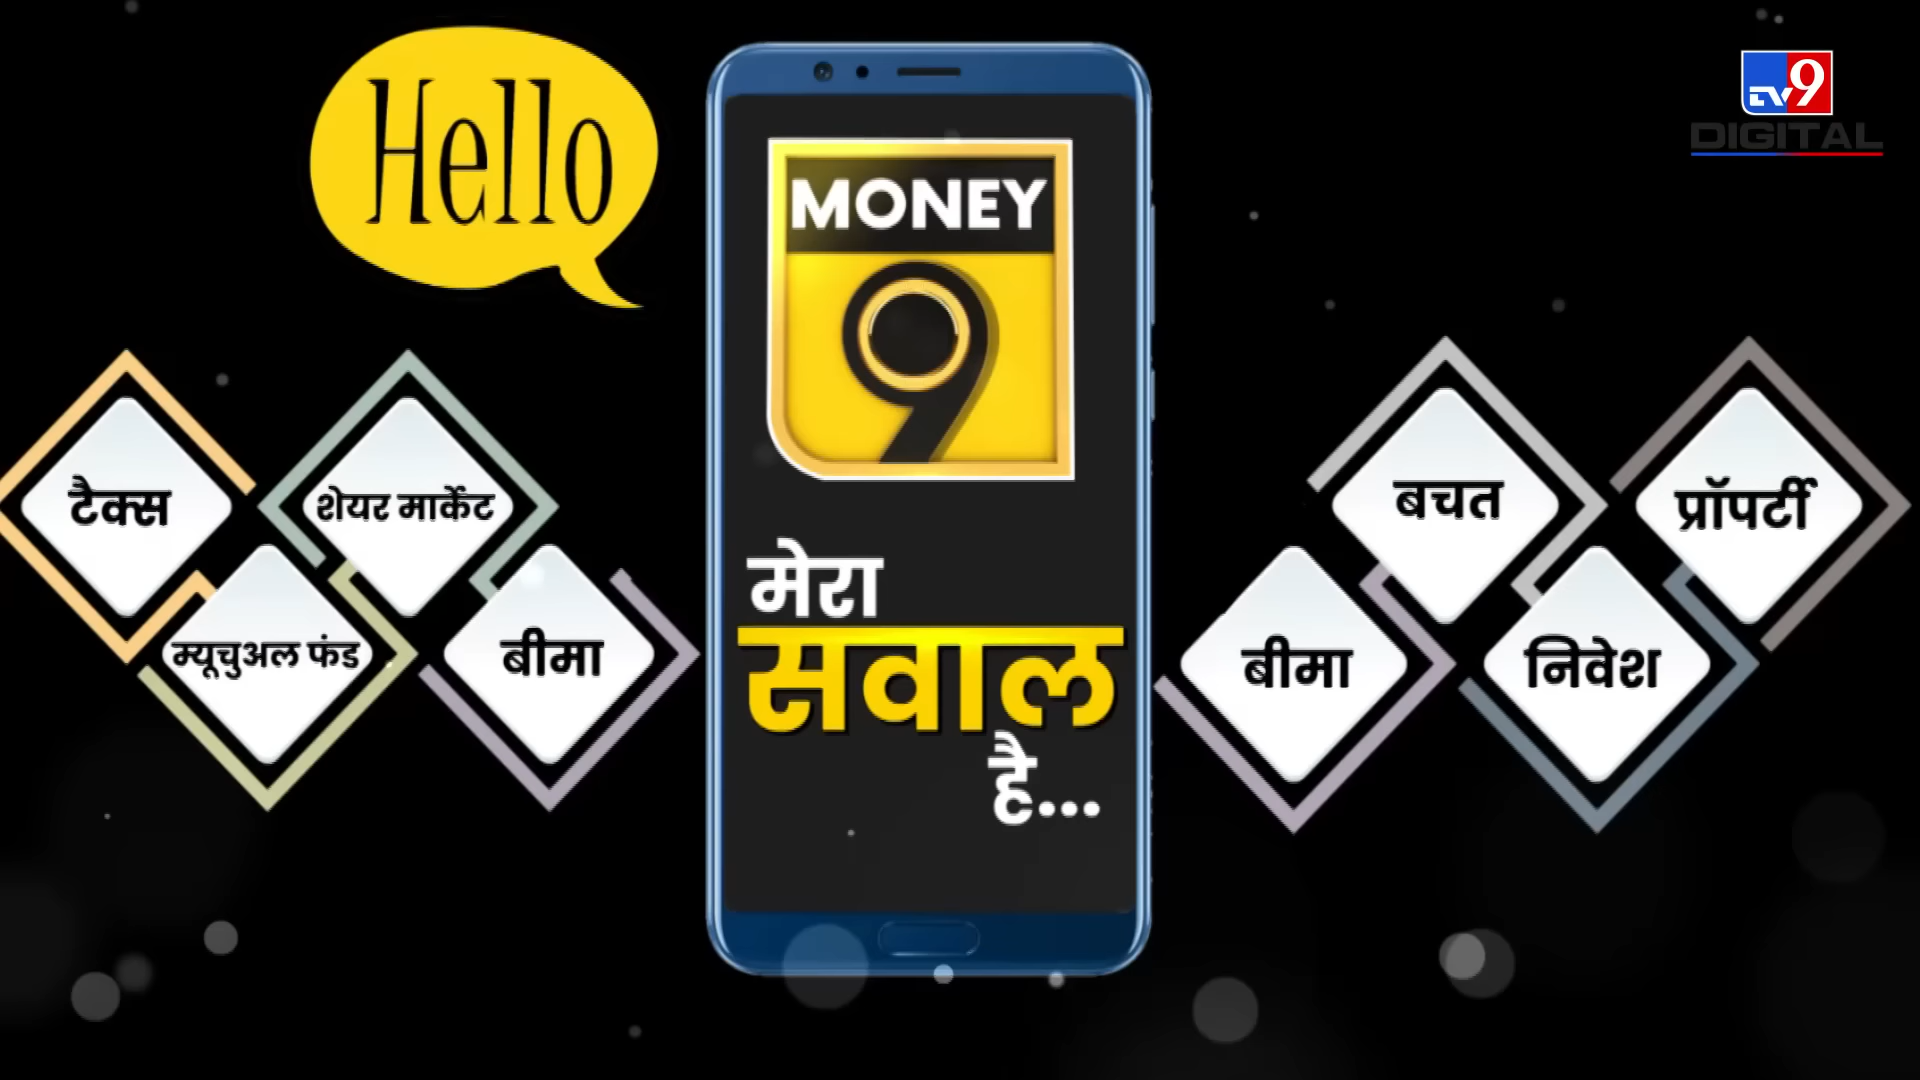 Hello
TV9
DIGITAL
MONEY
9
मेरा
सवाल
है...
टैक्स
शेयर मार्केट
म्यूचुअल फंड
बीमा
बचत
प्रॉपर्टी
बीमा
निवेश